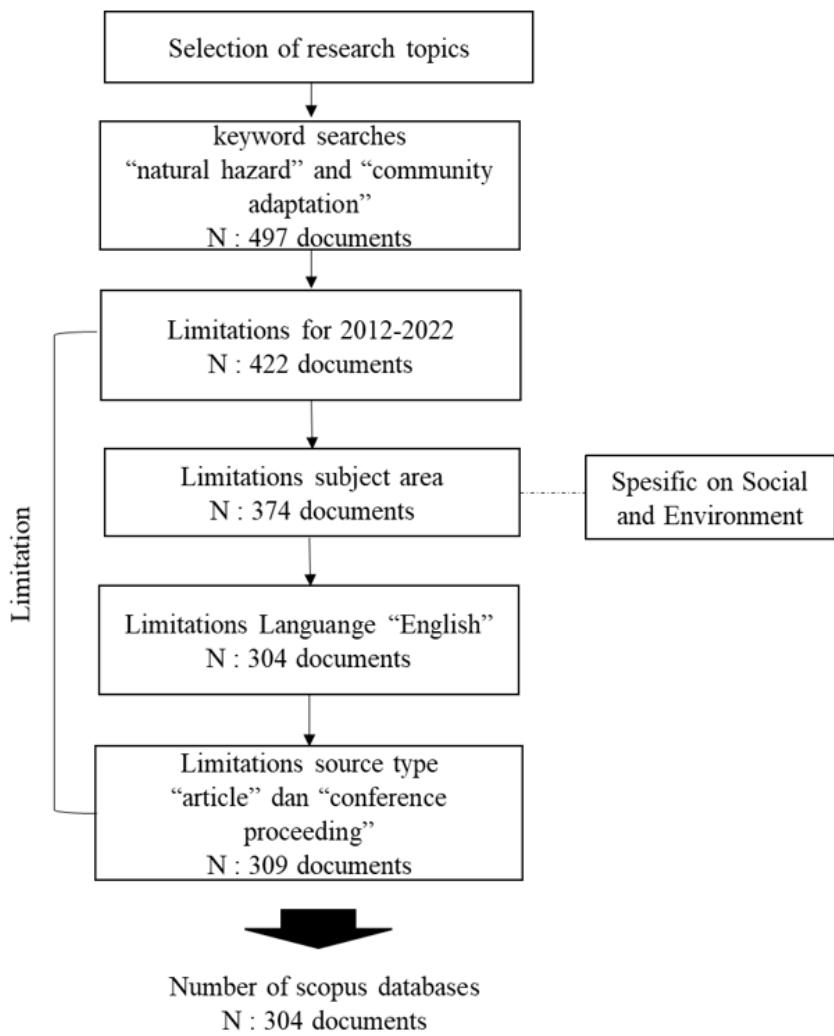 Selection of research topics
keyword searches
“natural hazard” and “community
adaptation”
N : 497 documents
Limitations for 2012-2022
N : 422 documents
Limitations subject area
N : 374 documents
Spesific on Social
and Environment
Limitation
Limitations Languange “English”
N : 304 documents
Limitations source type
“article” dan “conference
proceeding”
N : 309 documents
Number of scopus databases
N : 304 documents